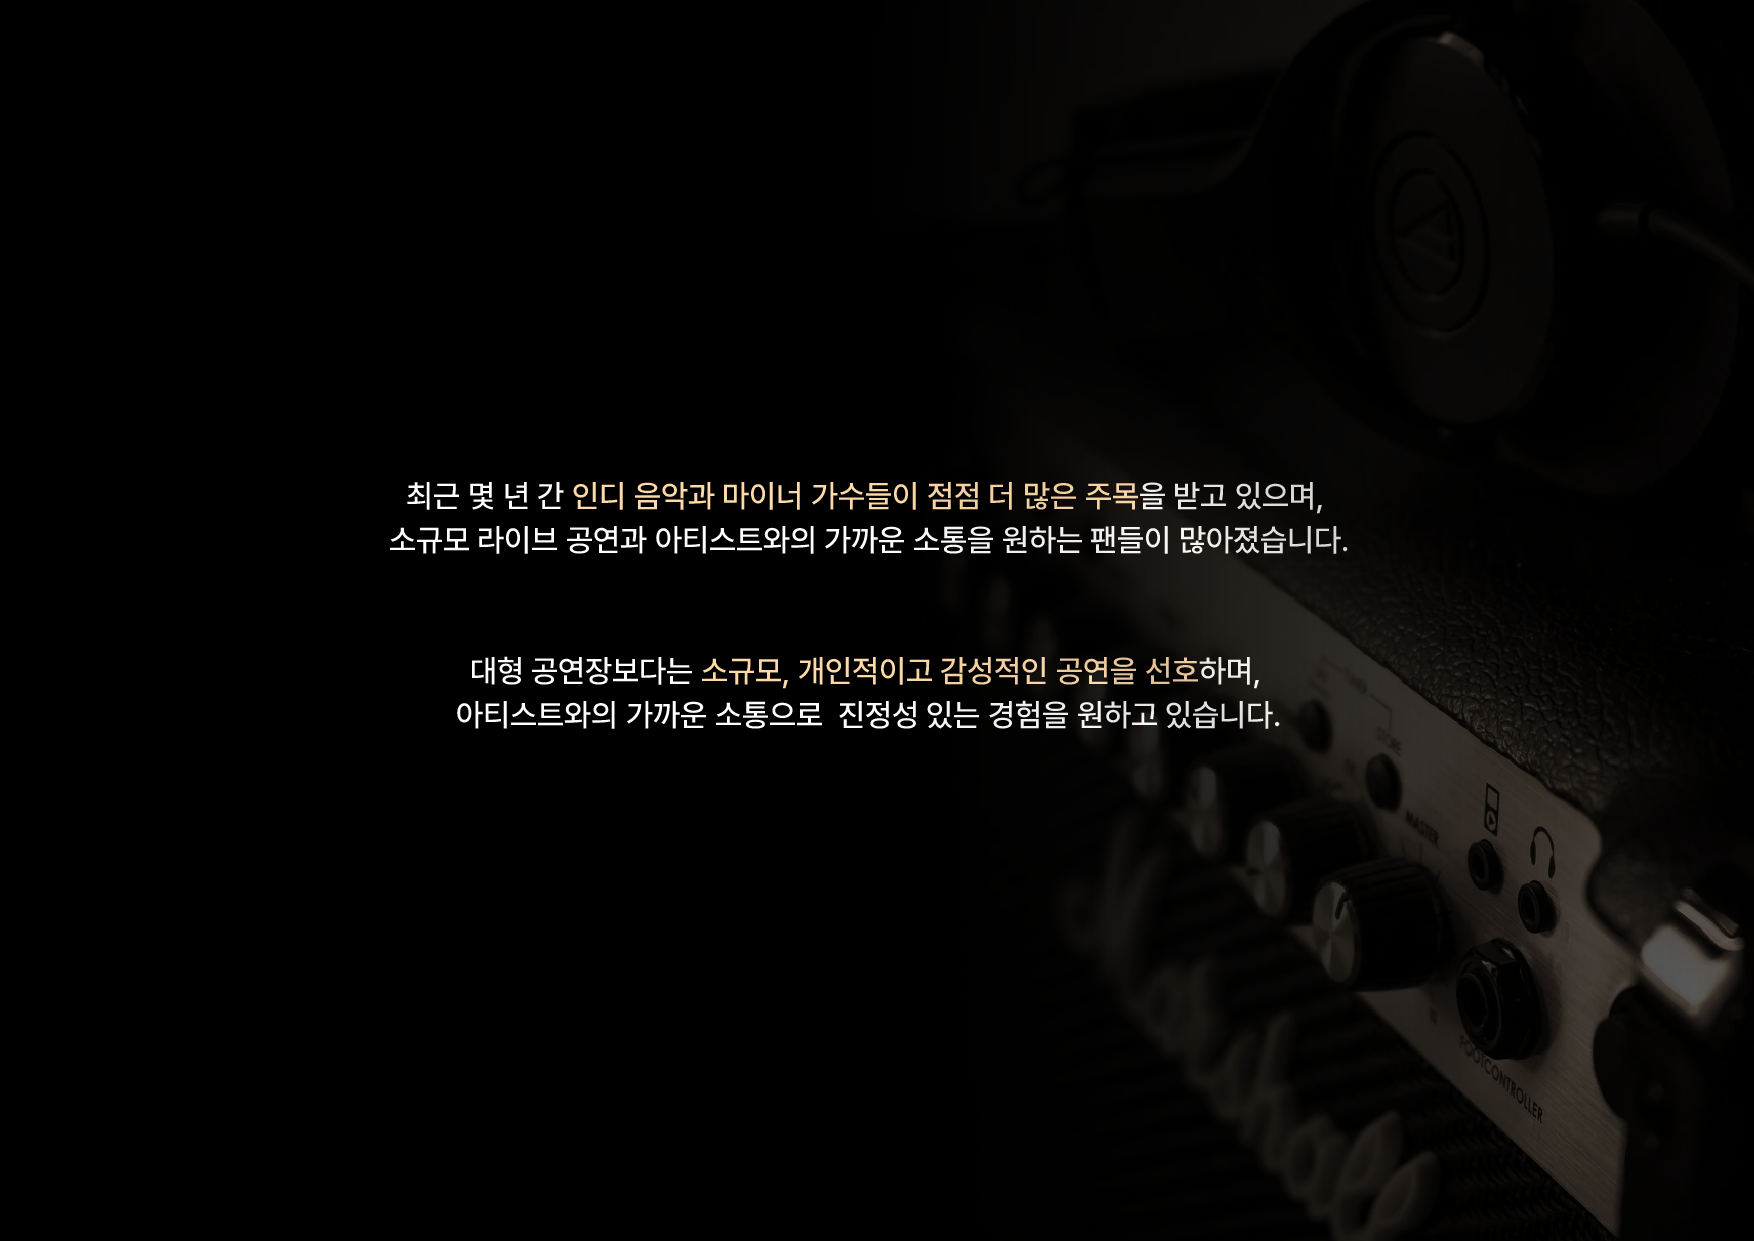 최근 몇 년 간 인디 음악과 마이너 가수들이 점점 더 많은 주목을 받고 있으며,
소규모 라이브 공연과 아티스트와의 가까운 소통을 원하는 팬들이 많아졌습니다.
대형 공연장보다는 소규모, 개인적이고 감성적인 공연을 선호하며,
아티스트와의 가까운 소통으로  진정성 있는 경험을 원하고 있습니다.
STORE
MASTER
FOOTCONTROLLER